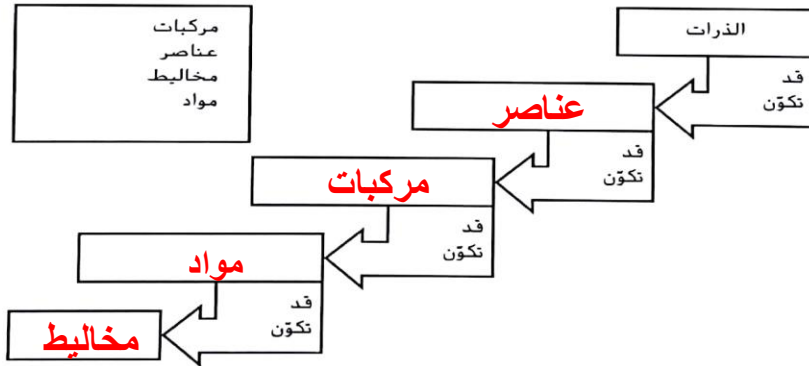 مركبات
عناصر
مخاليط
مواد
الذرات
قد
تكوّن
عناصر
قد
تكوّن
مركبات
قد
تكوّن
مواد
قد
تكوّن
مخاليط